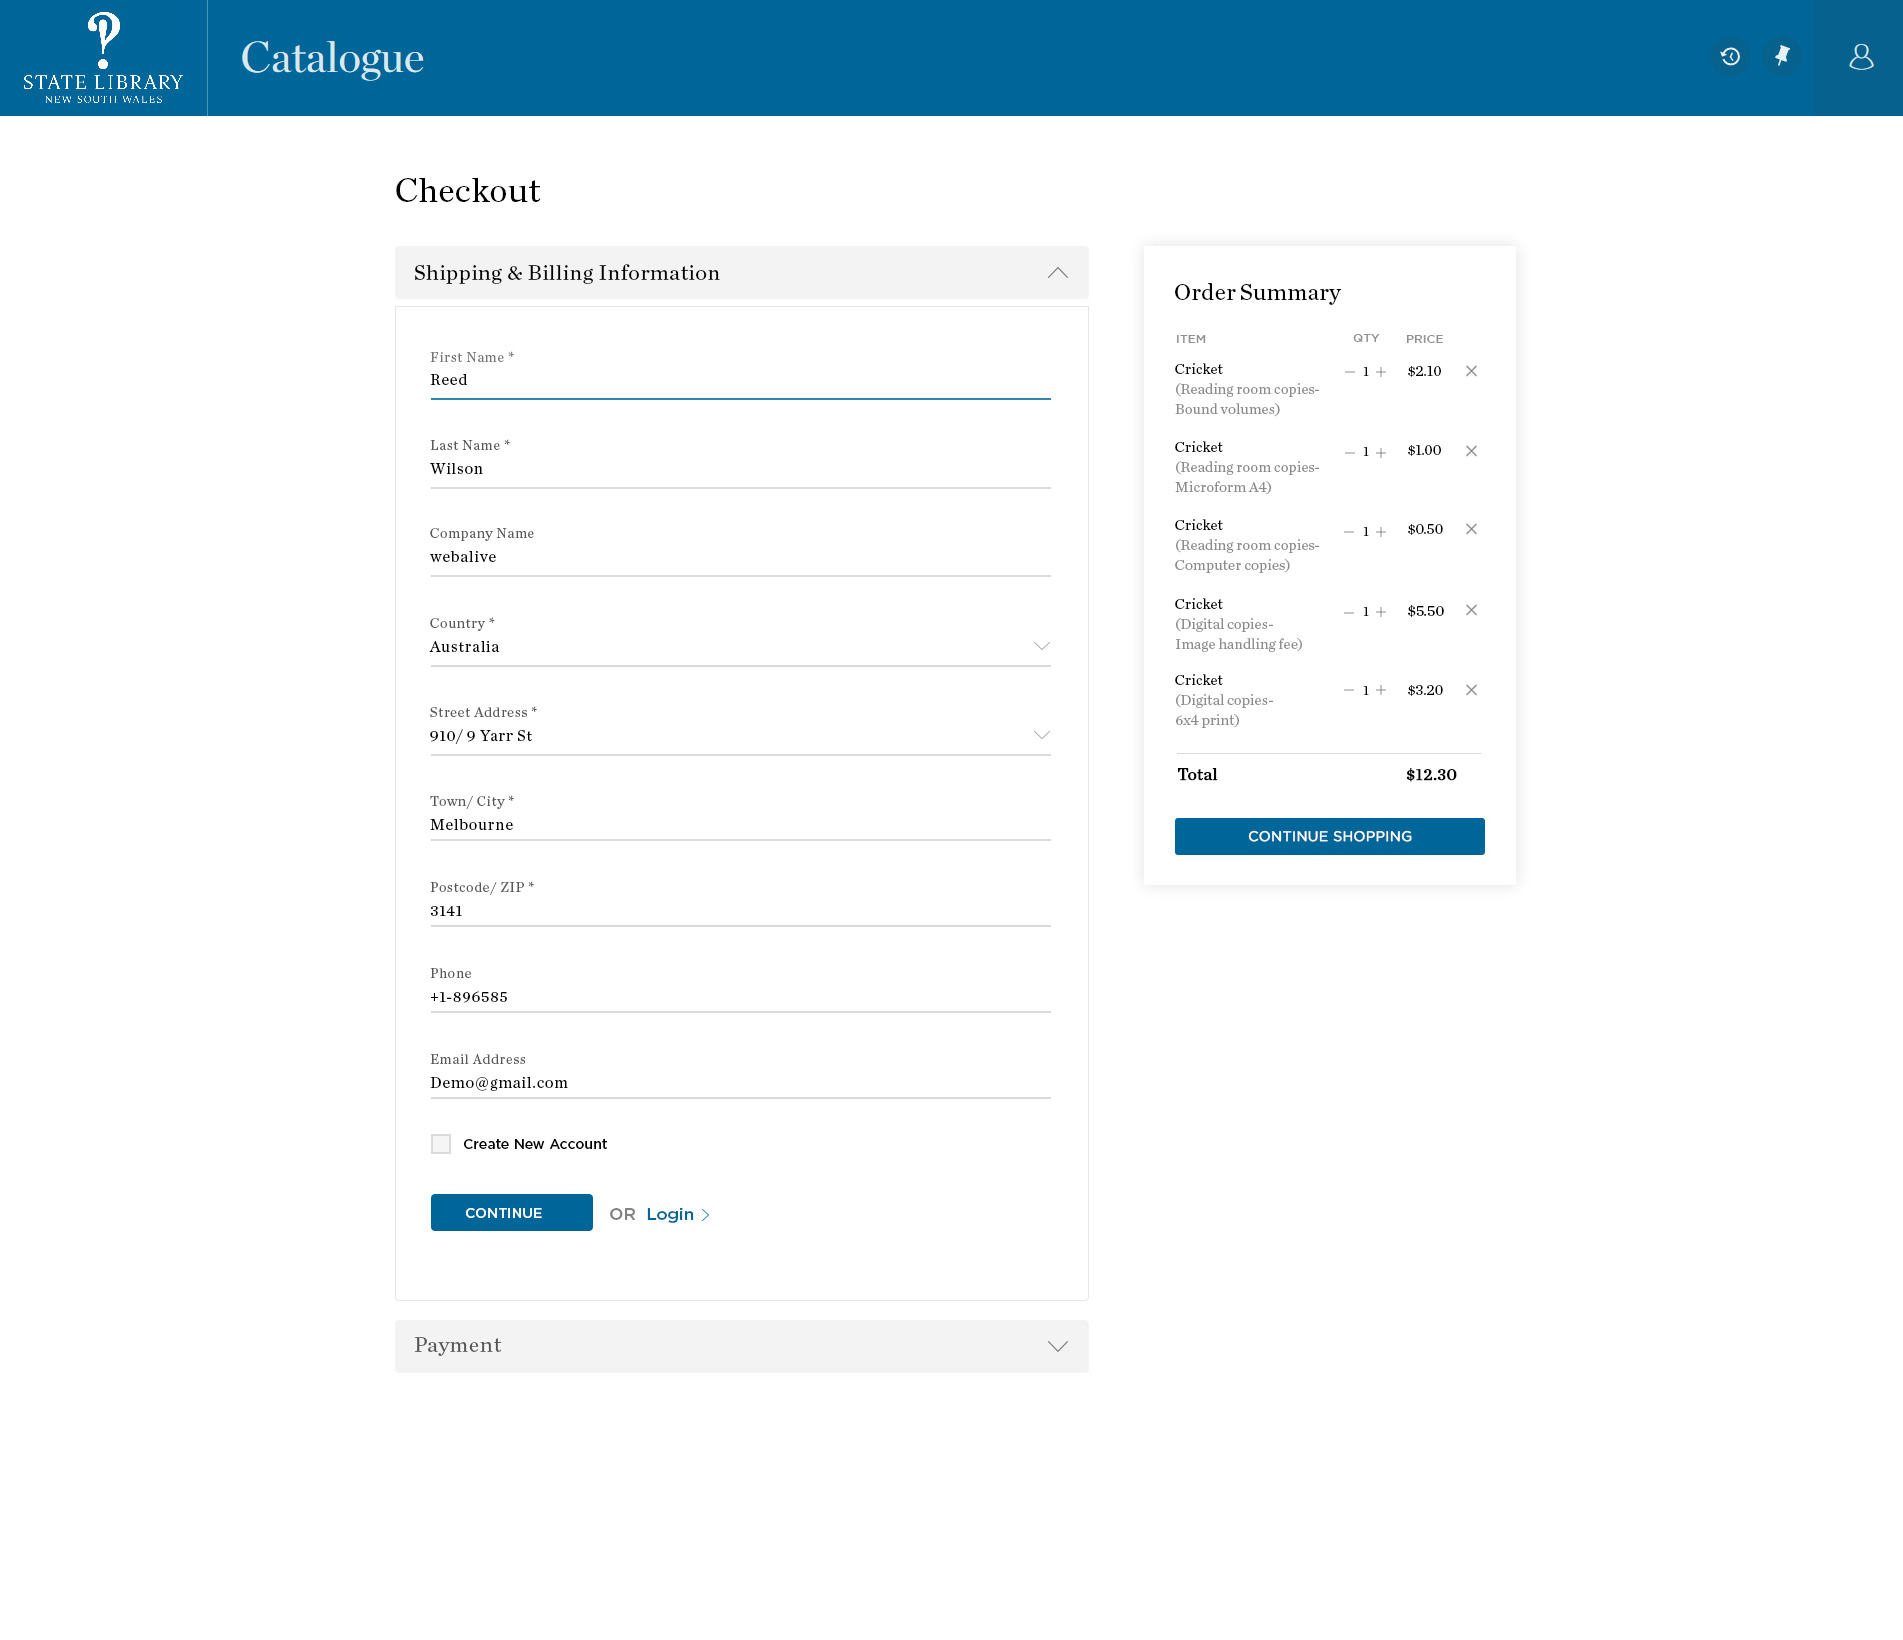 STATE LIBRARY
NEW SOUTH WALES
Catalogue
Checkout
Shipping & Billing Information
First Name *
Reed
Last Name *
Wilson
Company Name
webalive
Country *
Australia
Street Address *
910/ 9 Yarr St
Town/ City *
Melbourne
Postcode/ ZIP *
3141
Phone
+1-896585
Email Address
Demo@gmail.com
Create New Account
CONTINUE OR Login
Payment
Order Summary
ITEM QTY PRICE
Cricket 1 $2.10
(Reading room copies-
Bound volumes)
Cricket 1 $1.00
(Reading room copies-
Microform A4)
Cricket 1 $0.50
(Reading room copies-
Computer copies)
Cricket 1 $5.50
(Digital copies-
Image handling fee)
Cricket 1 $3.20
(Digital copies-
6x4 print)
Total $12.30
CONTINUE SHOPPING